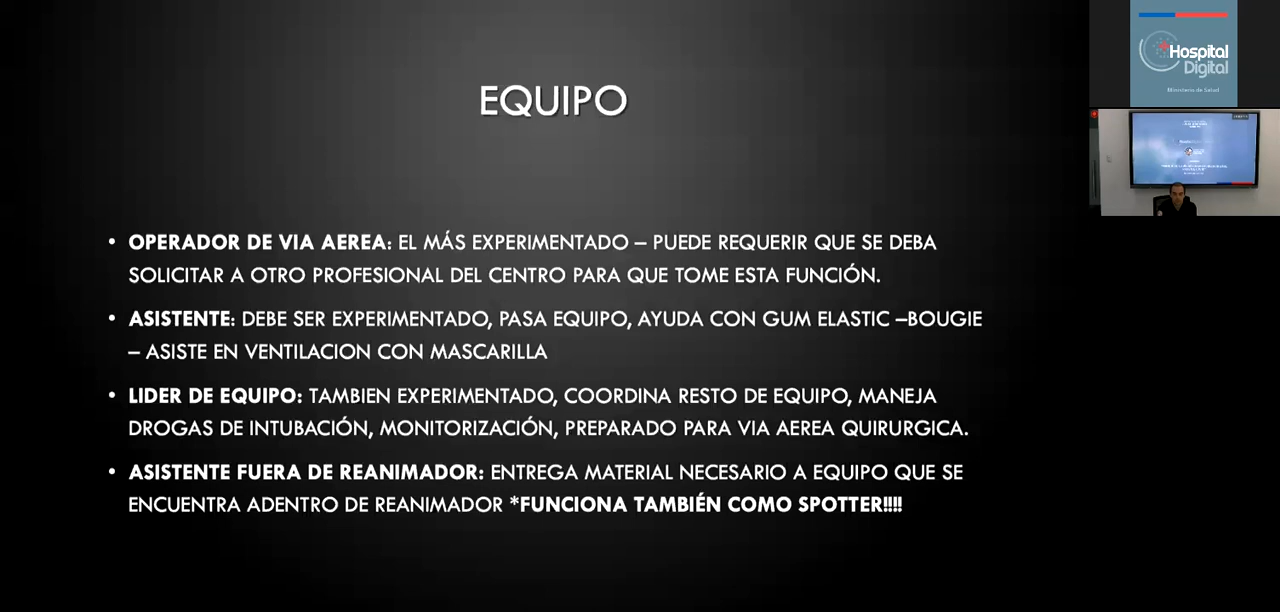 EQUIPO
• OPERADOR DE VIA AEREA: EL MÁS EXPERIMENTADO – PUEDE REQUERIR QUE SE DEBA
SOLICITAR A OTRO PROFESIONAL DEL CENTRO PARA QUE TOME ESTA FUNCIÓN.
• ASISTENTE: DEBE SER EXPERIMENTADO, PASA EQUIPO, AYUDA CON GUM ELASTIC –BOUGIE
– ASISTE EN VENTILACION CON MASCARILLA
• LIDER DE EQUIPO: TAMBIEN EXPERIMENTADO, COORDINA RESTO DE EQUIPO, MANEJA
DROGAS DE INTUBACIÓN, MONITORIZACIÓN, PREPARADO PARA VIA AEREA QUIRURGICA.
• ASISTENTE FUERA DE REANIMADOR: ENTREGA MATERIAL NECESARIO A EQUIPO QUE SE
ENCUENTRA ADENTRO DE REANIMADOR *FUNCIONA TAMBIÉN COMO SPOTTER!!!!
Hospital
Digital
Ministerio de Salud